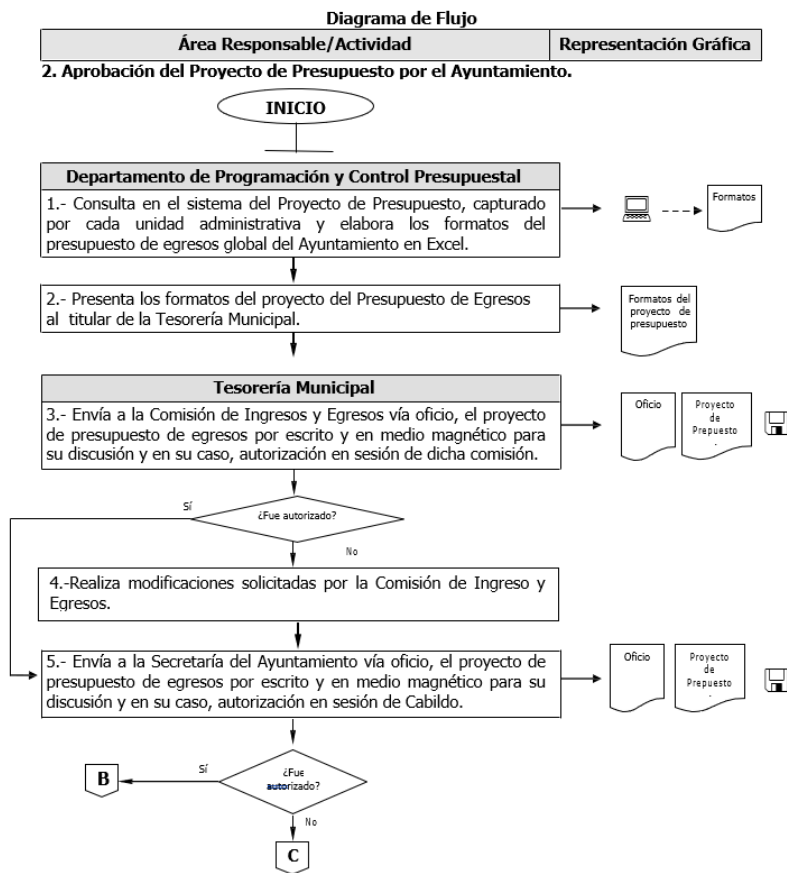 Diagrama de Flujo
Área Responsable/Actividad
Representación Gráfica
2. Aprobación del Proyecto de Presupuesto por el Ayuntamiento.
INICIO
Departamento de Programación y Control Presupuestal
1.- Consulta en el sistema del Proyecto de Presupuesto, capturado
por cada unidad administrativa y elabora los formatos del
presupuesto de egresos global del Ayuntamiento en Excel.
Formatos
2.- Presenta los formatos del proyecto del Presupuesto de Egresos
al titular de la Tesorería Municipal.
Formatos del
proyecto de
presupuesto
Tesorería Municipal
3.- Envía a la Comisión de Ingresos y Egresos vía oficio, el proyecto
de presupuesto de egresos por escrito y en medio magnético para
su discusión y en su caso, autorización en sesión de dicha comisión.
Oficio
Proyecto
de
Prepuesto
.
Sí
¿Fue autorizado?
No
4.-Realiza modificaciones solicitadas por la Comisión de Ingreso y
Egresos.
5.- Envía a la Secretaría del Ayuntamiento vía oficio, el proyecto de
presupuesto de egresos por escrito y en medio magnético para su
discusión y en su caso, autorización en sesión de Cabildo.
Oficio
Proyecto
de
Prepuesto
.
B
Sí
¿Fue
autorizado?
No
C